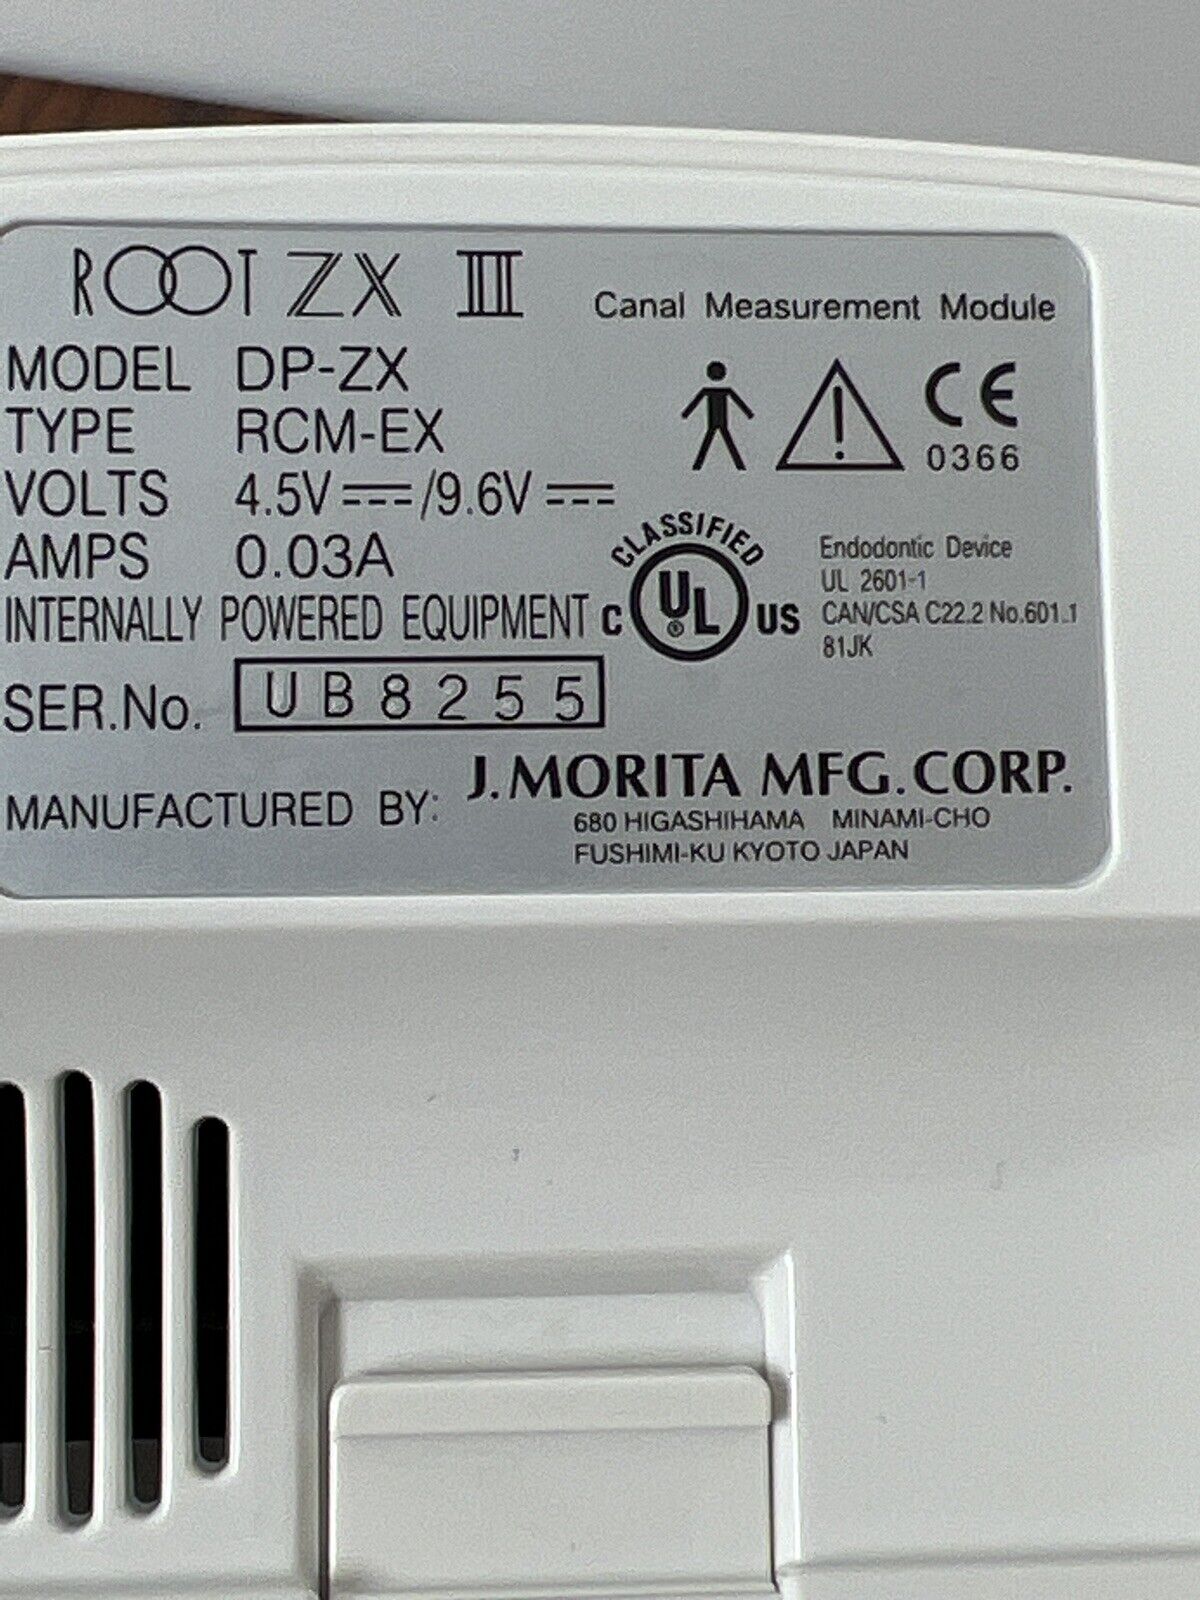 ROOT ZX III Canal Measurement Module
MODEL DP-ZX
TYPE RCM-EX
VOLTS 4.5V⎓/9.6V⎓
AMPS 0.03A
INTERNALLY POWERED EQUIPMENT
SER.No. UB8255
CE
0366
CLASSIFIED
C UL® US
Endodontic Device
UL 2601-1
CAN/CSA C22.2 No.601.1
81JK
MANUFACTURED BY: J. MORITA MFG. CORP.
680 HIGASHIHAMA MINAMI-CHO
FUSHIMI-KU KYOTO JAPAN